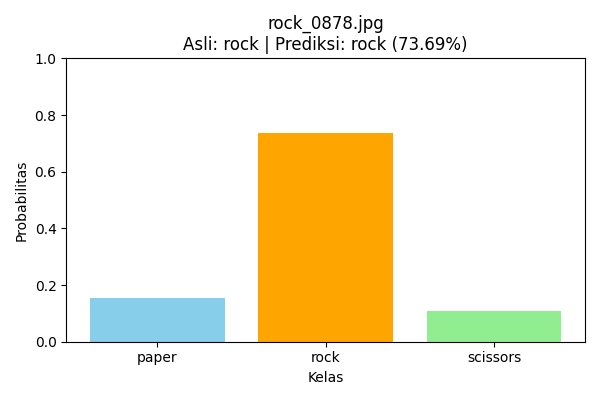 rock_0878.jpg
Asli: rock | Prediksi: rock (73.69%)
1.0
0.8
0.6
0.4
0.2
0.0
Probabilitas
paper rock scissors
Kelas